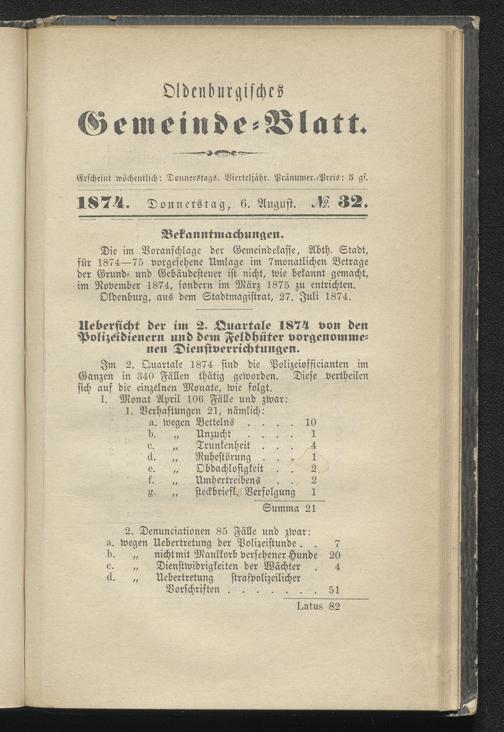 Oldenburgisches
Gemeinde-Blatt.
Erscheint wöchentlich: Donnerstags. Vierteljähr. Pränumer.-Preis: 5 gs.
1874. Donnerstag, 6. August. № 32.
Bekanntmachungen.
Die im Voranschlage der Gemeindekasse, Abth. Stadt,
für 1874—75 vorgesehene Umlage im 7monatlichen Betrage
der Grund- und Gebäudesteuer ist nicht, wie bekannt gemacht,
im November 1874, sondern im März 1875 zu entrichten.
Oldenburg, aus dem Stadtmagistrat, 27. Juli 1874.
Uebersicht der im 2. Quartale 1874 von den
Polizeidienern und dem Feldhüter vorgenomme-
nen Dienstverrichtungen.
Im 2. Quartale 1874 sind die Polizeiofficianten im
Ganzen in 340 Fällen thätig geworden. Diese vertheilen
sich auf die einzelnen Monate, wie folgt.
I. Monat April 106 Fälle und zwar:
1. Verhaftungen 21, nämlich:
a. wegen Bettelns . . . . 10
b. „ Unzucht . . . . 1
c. „ Trunkenheit . . . 4
d. „ Ruhestörung . . . 1
e. „ Obdachlosigkeit . . 2
f. „ Umhertreibens . . 2
g. „ steckbriefl. Verfolgung 1
Summa 21
2. Denunciationen 85 Fälle und zwar:
a. wegen Uebertretung der Polizeistunde . . 7
b. „ nicht mit Maulkorb versehener Hunde 20
c. „ Dienstwidrigkeiten der Wächter . 4
d. „ Uebertretung strafpolizeilicher
Vorschriften . . . . . . . 51
Latus 82